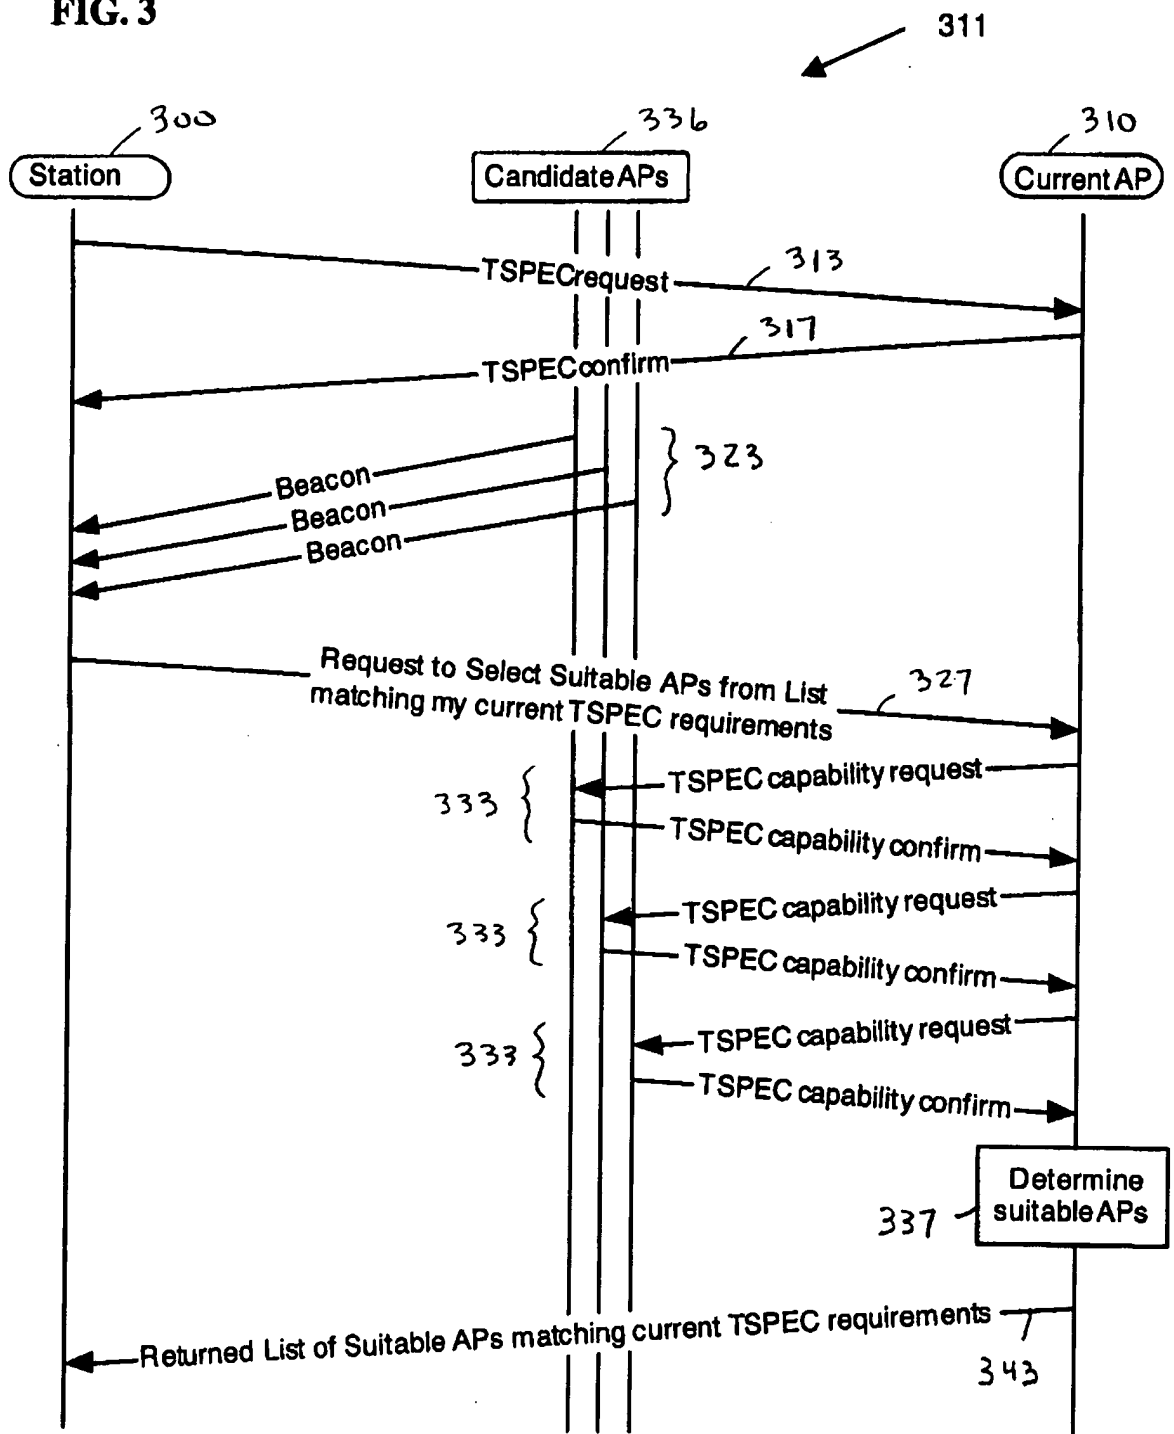 FIG. 3
311
300
336
310
Station
Candidate APs
Current AP
TSPEC request
313
317
TSPEC confirm
323
Beacon
Beacon
Beacon
Request to Select Suitable APs from List
matching my current TSPEC requirements
327
TSPEC capability request
333
TSPEC capability confirm
TSPEC capability request
333
TSPEC capability confirm
TSPEC capability request
333
TSPEC capability confirm
Determine
suitable APs
337
Returned List of Suitable APs matching current TSPEC requirements
343